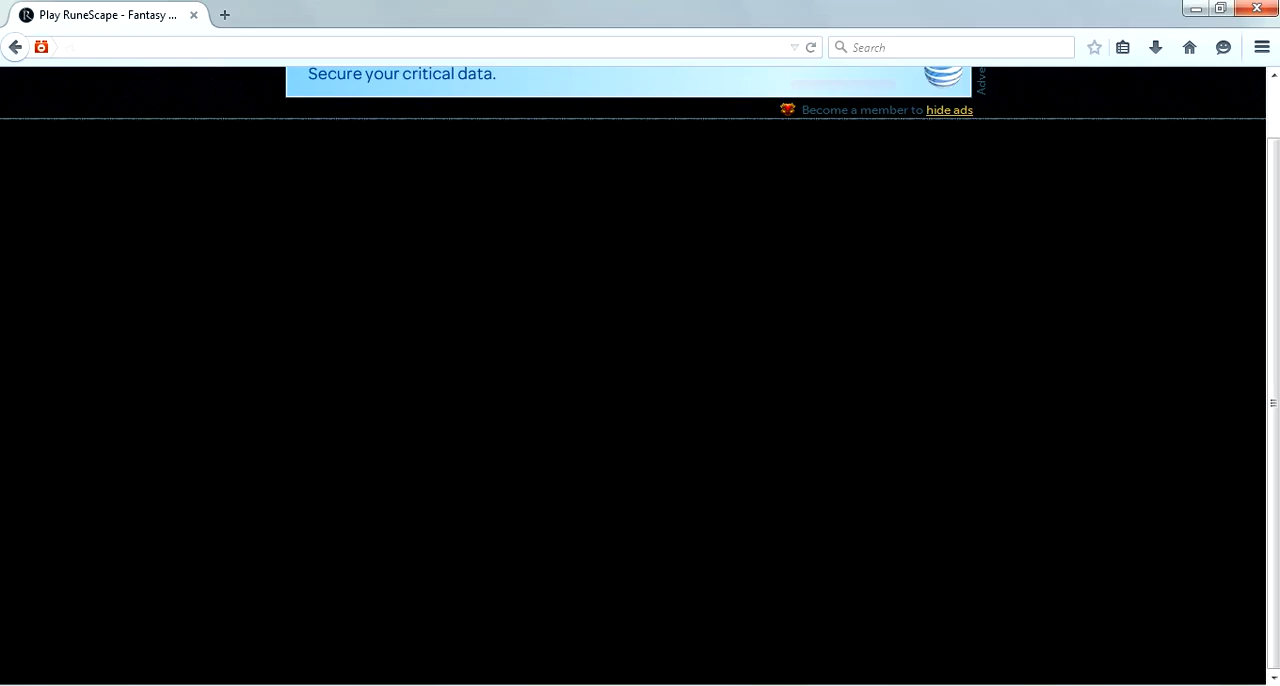 Play RuneScape - Fantasy ...
Search
Secure your critical data.
Adve
Become a member to hide ads